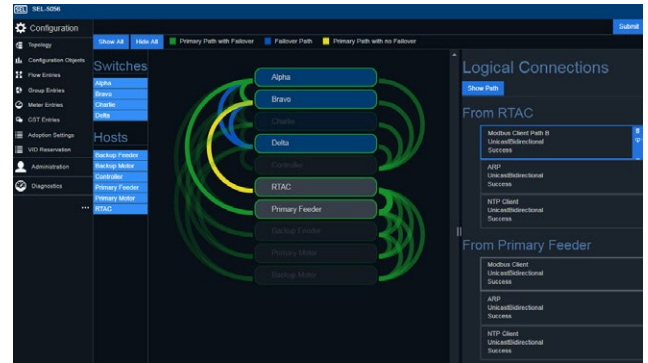 SEL SEL-5056
Configuration
Submit
Topology
Configuration Objects
Flow Entries
Group Entries
Meter Entries
CST Entries
Adoption Settings
VID Reservation
Administration
Diagnostics
...
Show All Hide All Primary Path with Failover Failover Path Primary Path with no Failover
Switches
Alpha
Bravo
Charlie
Delta
Hosts
Backup Feeder
Backup Motor
Controller
Primary Feeder
Primary Motor
RTAC
Alpha
Bravo
Charlie
Delta
Controller
RTAC
Primary Feeder
Backup Feeder
Primary Motor
Backup Motor
Logical Connections
Show Path
From RTAC
Modbus Client Path B
UnicastBidirectional
Success
ARP
UnicastBidirectional
Success
NTP Client
UnicastBidirectional
Success
From Primary Feeder
Modbus Client
UnicastBidirectional
Success
ARP
UnicastBidirectional
Success
NTP Client
UnicastBidirectional
Success